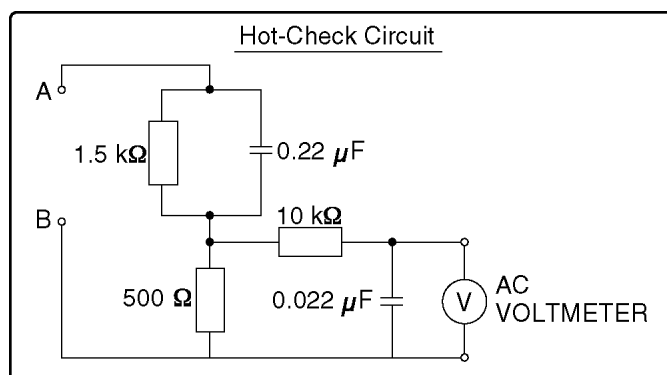 Hot-Check Circuit
A
1.5 kΩ
0.22 µF
B
10 kΩ
500 Ω
0.022 µF
V
AC
VOLTMETER